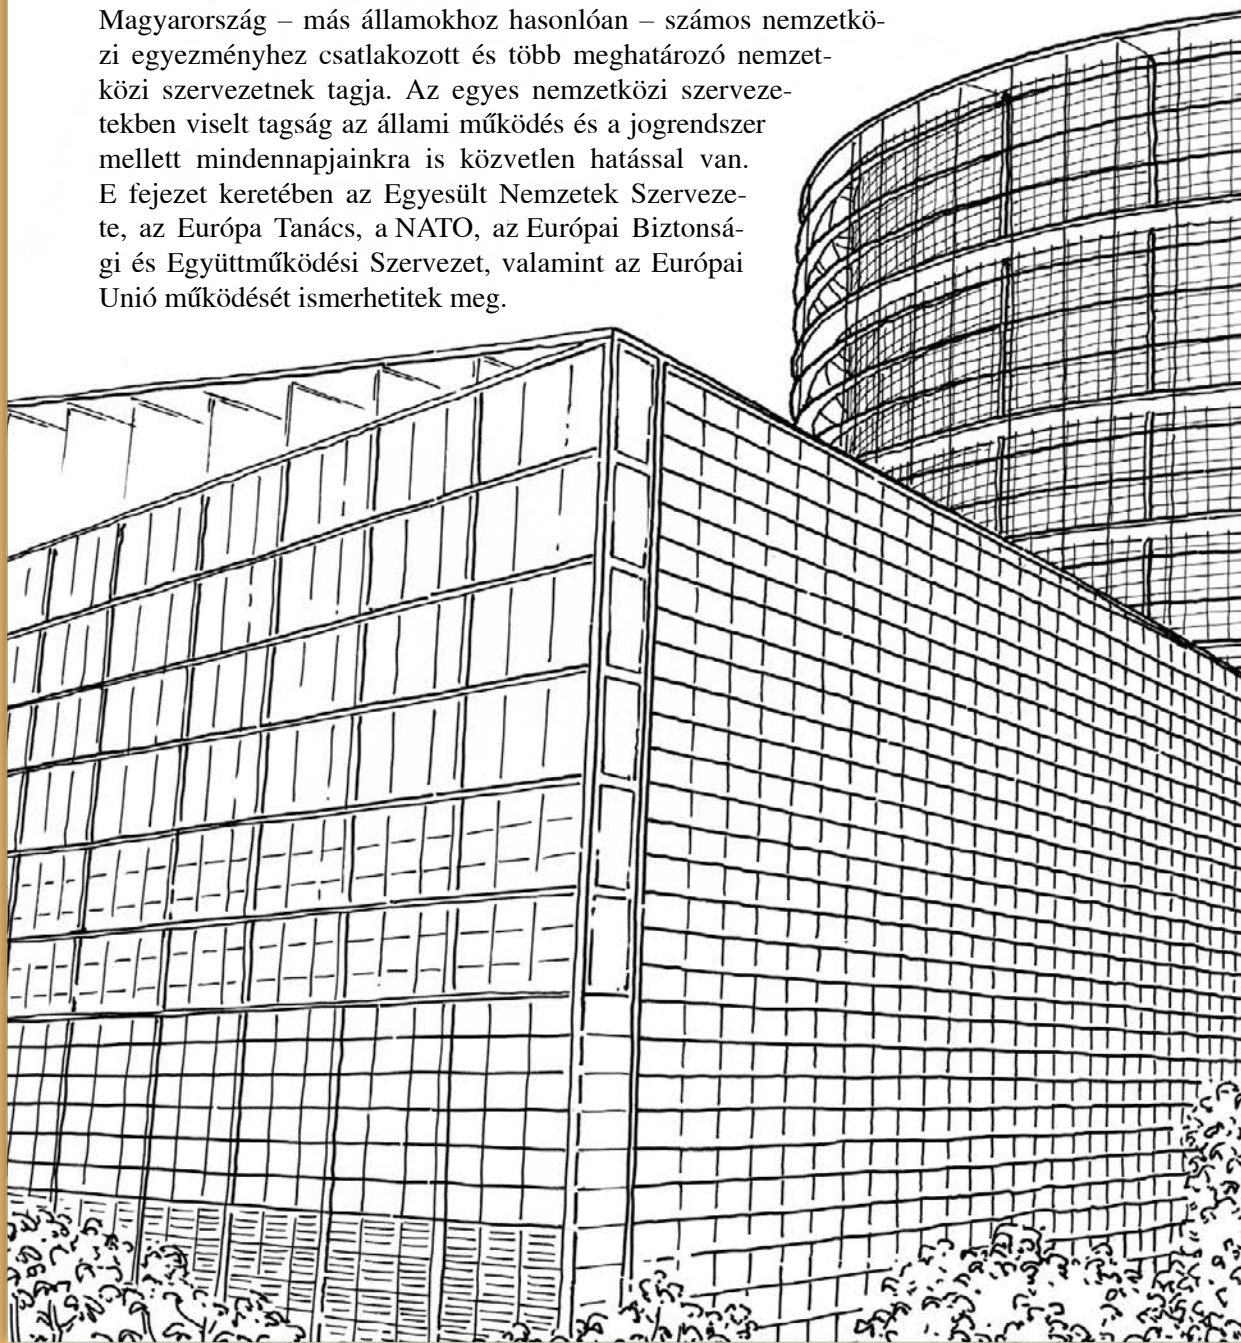 Magyarország – más államokhoz hasonlóan – számos nemzetkö-
zi egyezményhez csatlakozott és több meghatározó nemzet-
közi szervezetnek tagja. Az egyes nemzetközi szerveze-
tekben viselt tagság az állami működés és a jogrendszer
mellett mindennapjainkra is közvetlen hatással van.
E fejezet keretében az Egyesült Nemzetek Szerveze-
te, az Európa Tanács, a NATO, az Európai Biztonsá-
gi és Együttműködési Szervezet, valamint az Európai
Unió működését ismerhetitek meg.